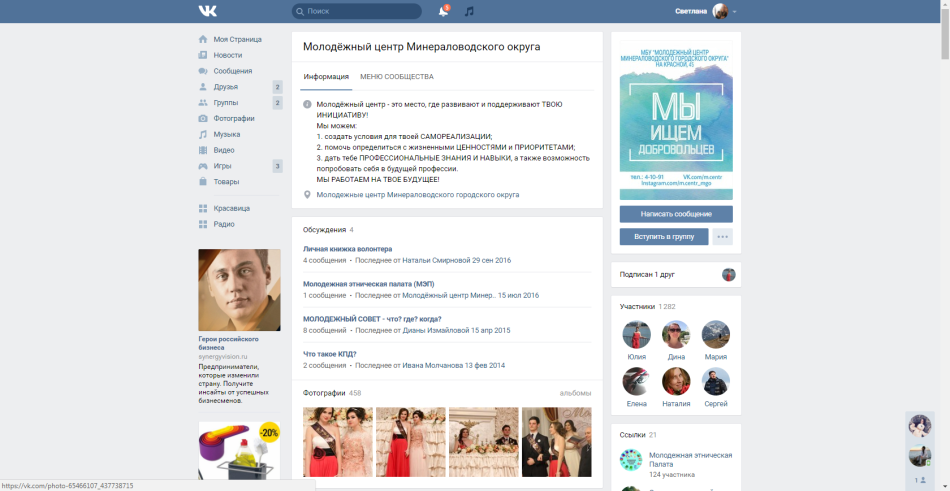 Поиск
1
Светлана
Моя Страница
Новости
Сообщения
Друзья 2
Группы 2
Фотографии
Музыка
Видео
Игры 3
Товары
Красавица
Радио
Герои российского
бизнеса
synergyvision.ru
Предприниматели,
которые изменили
страну. Получите
инсайты от успешных
бизнесменов.
-20%
https://vk.com/photo-65466107_437738715
Молодёжный центр Минераловодского округа
Информация МЕНЮ СООБЩЕСТВА
Молодёжный центр - это место, где развивают и поддерживают ТВОЮ
ИНИЦИАТИВУ!
Мы можем:
1. создать условия для твоей САМОРЕАЛИЗАЦИИ;
2. помочь определиться с жизненными ЦЕННОСТЯМИ и ПРИОРИТЕТАМИ;
3. дать тебе ПРОФЕССИОНАЛЬНЫЕ ЗНАНИЯ И НАВЫКИ, а также возможность
попробовать себя в будущей профессии.
МЫ РАБОТАЕМ НА ТВОЕ БУДУЩЕЕ!
Молодежные центр Минераловодского городского округа
Обсуждения 4
Личная книжка волонтера
4 сообщения • Последнее от Натальи Смирновой 29 сен 2016
Молодежная этническая палата (МЭП)
1 сообщение • Последнее от Молодёжный центр Минер.. 15 июл 2016
МОЛОДЕЖНЫЙ СОВЕТ - что? где? когда?
8 сообщений • Последнее от Дианы Измайловой 15 апр 2015
Что такое КПД?
2 сообщения • Последнее от Ивана Молчанова 13 фев 2014
Фотографии 458 альбомы
МБУ "МОЛОДЕЖНЫЙ ЦЕНТР
МИНЕРАЛОВОДСКОГО ГОРОДСКОГО ОКРУГА"
НА КРАСНОЙ, 41
МЫ
ИЩЕМ
ДОБРОВОЛЬЦЕВ
ТЕЛ.: 4-10-91 VK.com/m.centr
instagram.com/m.centr_mgo
Написать сообщение
Вступить в группу
Подписан 1 друг
Участники 1 282
Юлия Дина Мария
Елена Наталия Сергей
Ссылки 21
Молодежная этническая
Палата
124 участника
1